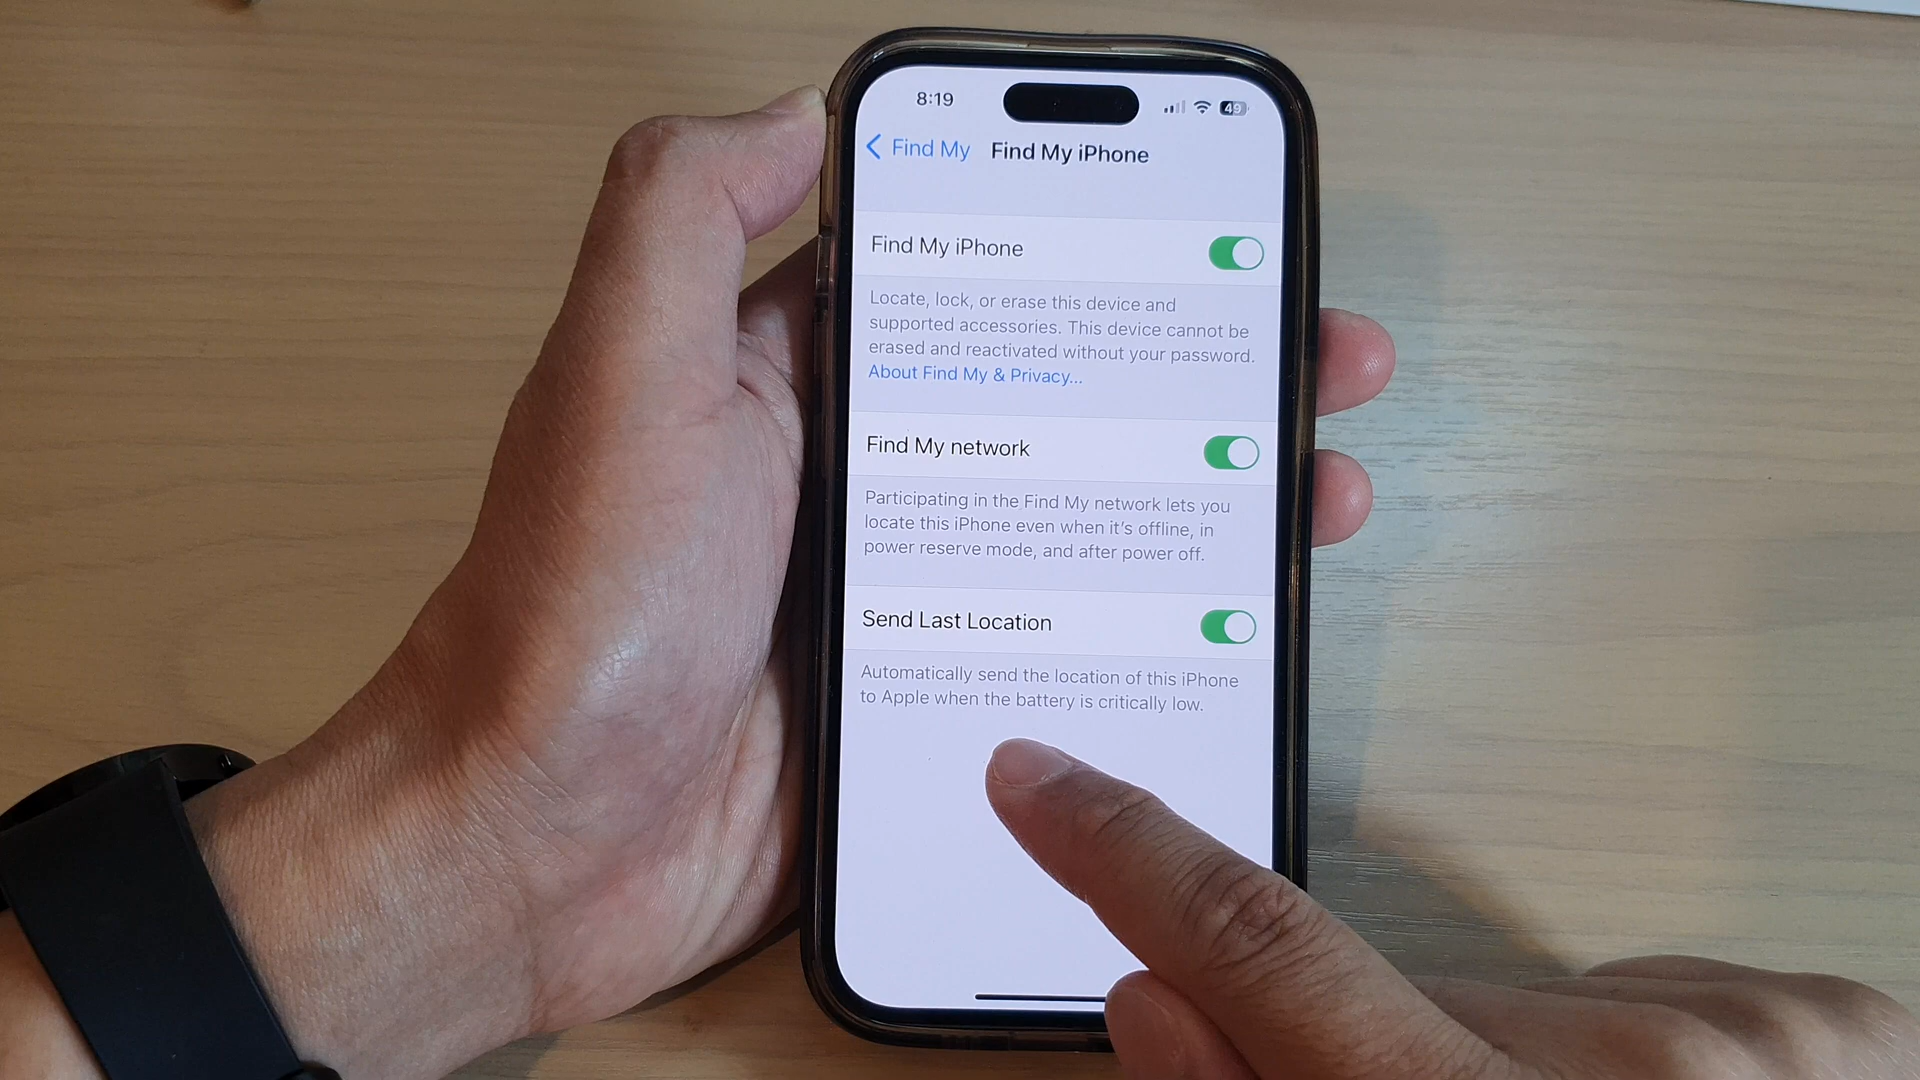 8:19
49
Find My Find My iPhone
Find My iPhone
Locate, lock, or erase this device and
supported accessories. This device cannot be
erased and reactivated without your password.
About Find My & Privacy...
Find My network
Participating in the Find My network lets you
locate this iPhone even when it's offline, in
power reserve mode, and after power off.
Send Last Location
Automatically send the location of this iPhone
to Apple when the battery is critically low.